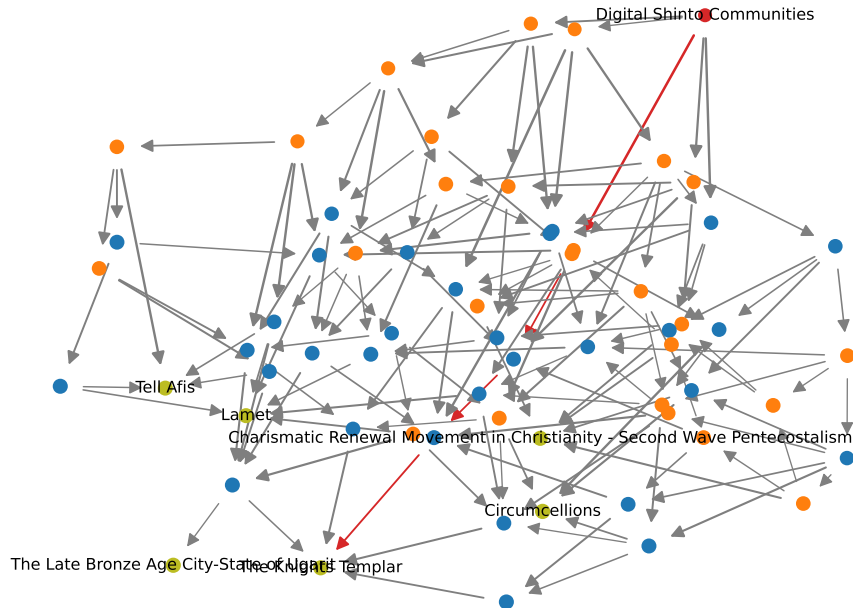 Digital Shinto Communities
Tell Afis
Lamet
Charismatic Renewal Movement in Christianity - Second Wave Pentecostalism
Circumcellions
The Late Bronze Age City-State of Ugarit
The Knights Templar